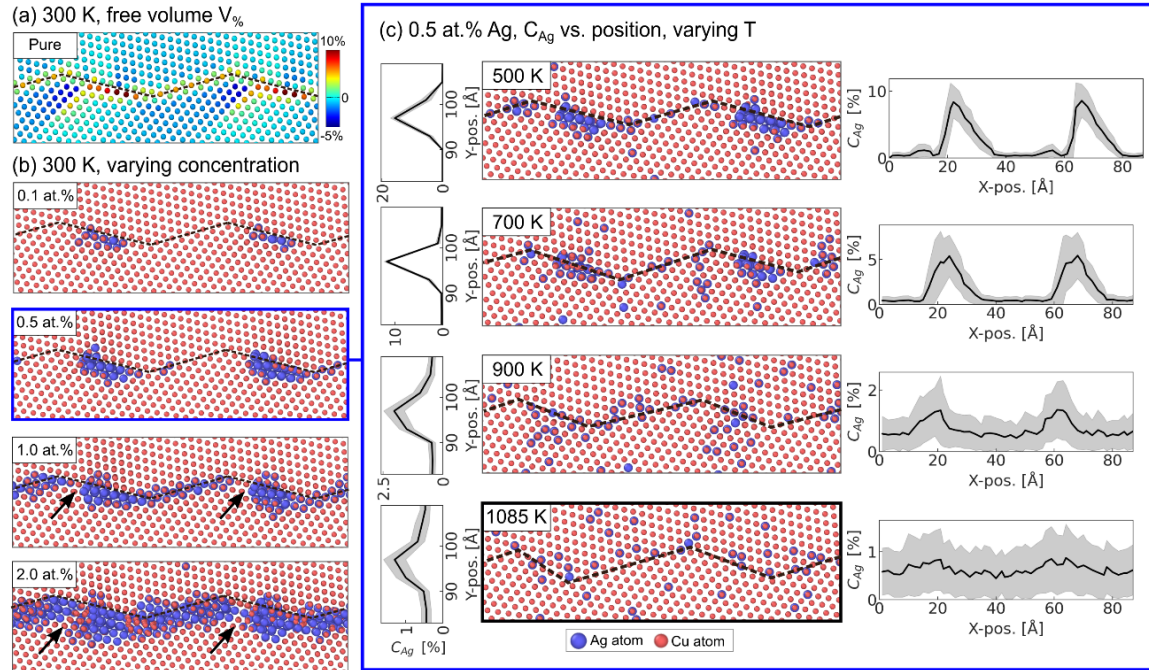 (a) 300 K, free volume V%
Pure
10%
0
-5%
(b) 300 K, varying concentration
0.1 at.%
0.5 at.%
1.0 at.%
2.0 at.%
(c) 0.5 at.% Ag, CAg vs. position, varying T
500 K
Y-pos. [Å]
100
90
20
0
CAg [%]
10
0
0 20 40 60 80
X-pos. [Å]
700 K
Y-pos. [Å]
100
90
10
0
CAg [%]
5
0
0 20 40 60 80
X-pos. [Å]
900 K
Y-pos. [Å]
100
90
2.5
0
CAg [%]
2
0
0 20 40 60 80
X-pos. [Å]
1085 K
Y-pos. [Å]
100
90
1
0
CAg [%]
CAg [%]
1
0
0 20 40 60 80
X-pos. [Å]
Ag atom Cu atom